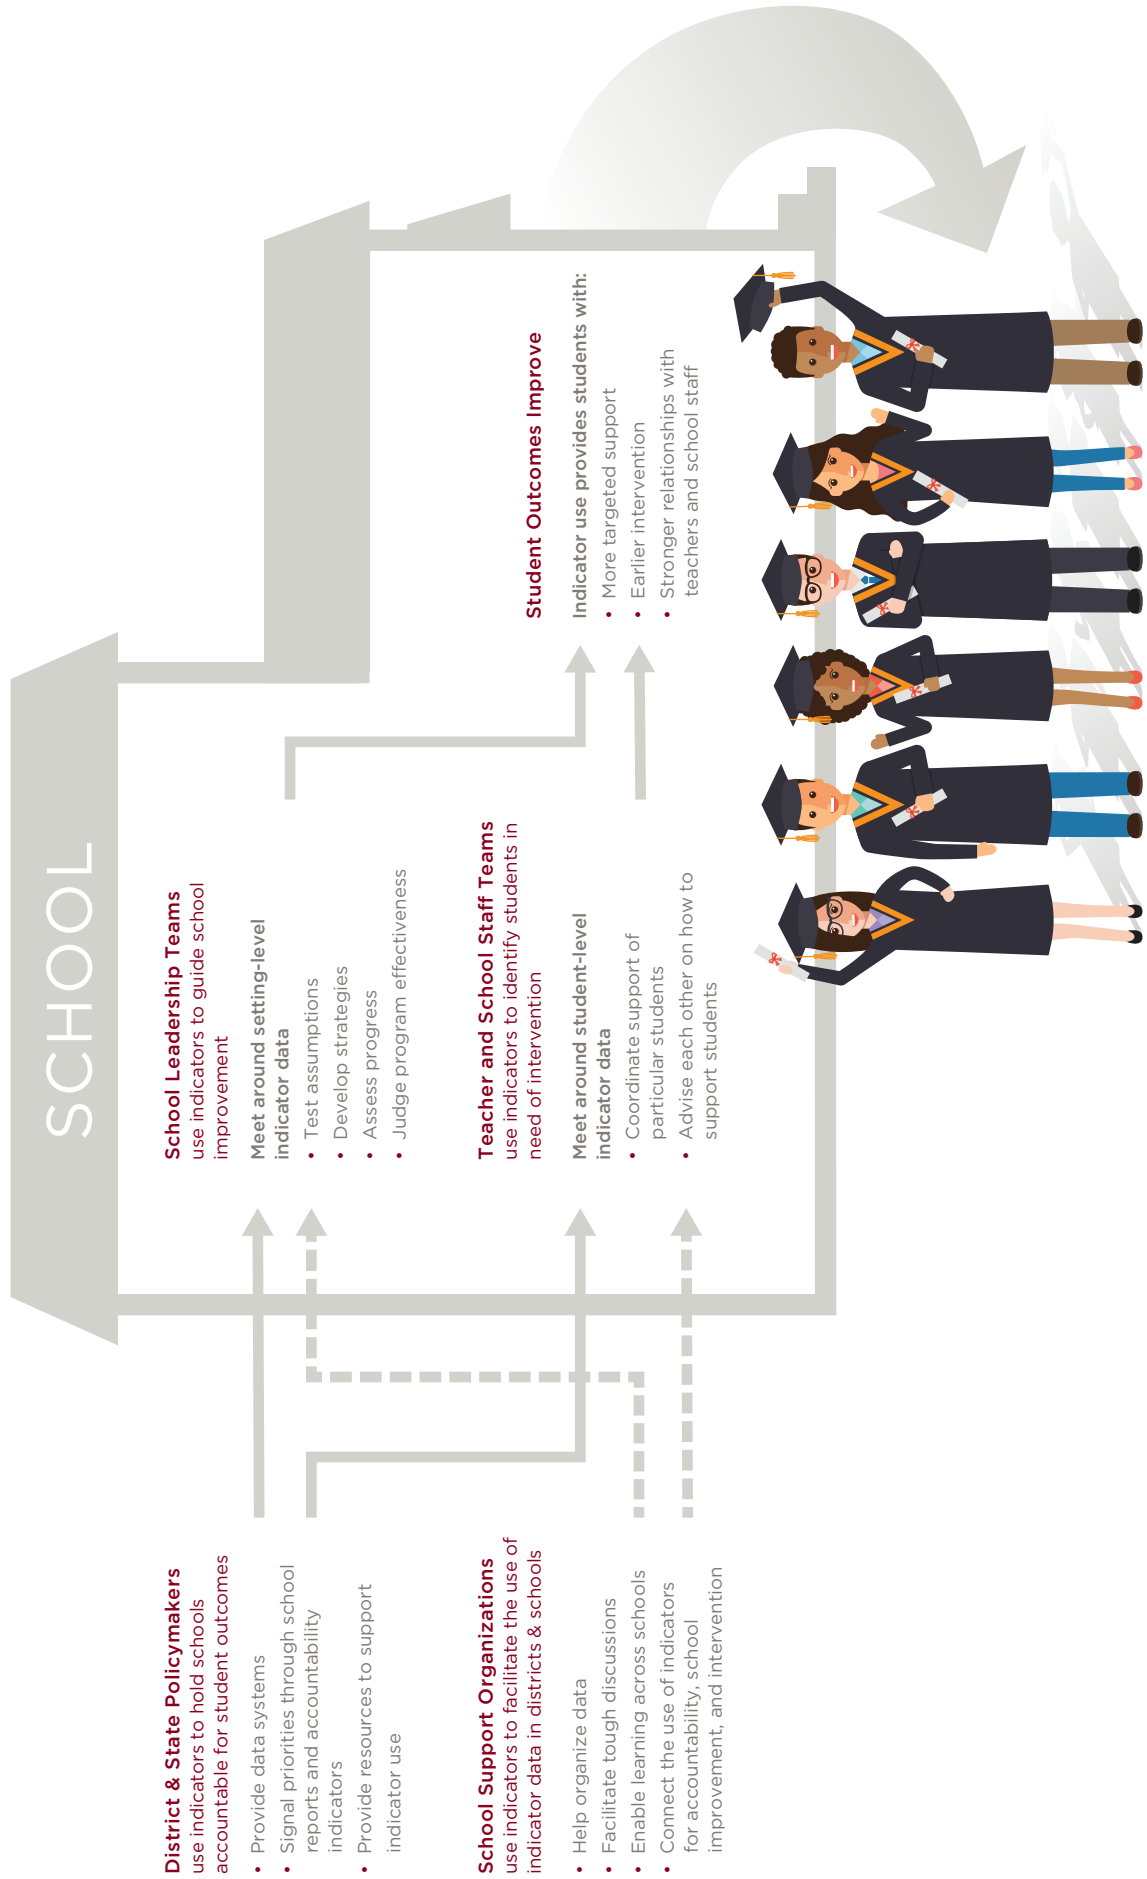 SCHOOL
District & State Policymakers
use indicators to hold schools
accountable for student outcomes
• Provide data systems
• Signal priorities through school
reports and accountability
indicators
• Provide resources to support
indicator use
School Support Organizations
use indicators to facilitate the use of
indicator data in districts & schools
• Help organize data
• Facilitate tough discussions
• Enable learning across schools
• Connect the use of indicators
for accountability, school
improvement, and intervention
School Leadership Teams
use indicators to guide school
improvement
Meet around setting-level
indicator data
• Test assumptions
• Develop strategies
• Assess progress
• Judge program effectiveness
Teacher and School Staff Teams
use indicators to identify students in
need of intervention
Meet around student-level
indicator data
• Coordinate support of
particular students
• Advise each other on how to
support students
Student Outcomes Improve
Indicator use provides students with:
• More targeted support
• Earlier intervention
• Stronger relationships with
teachers and school staff